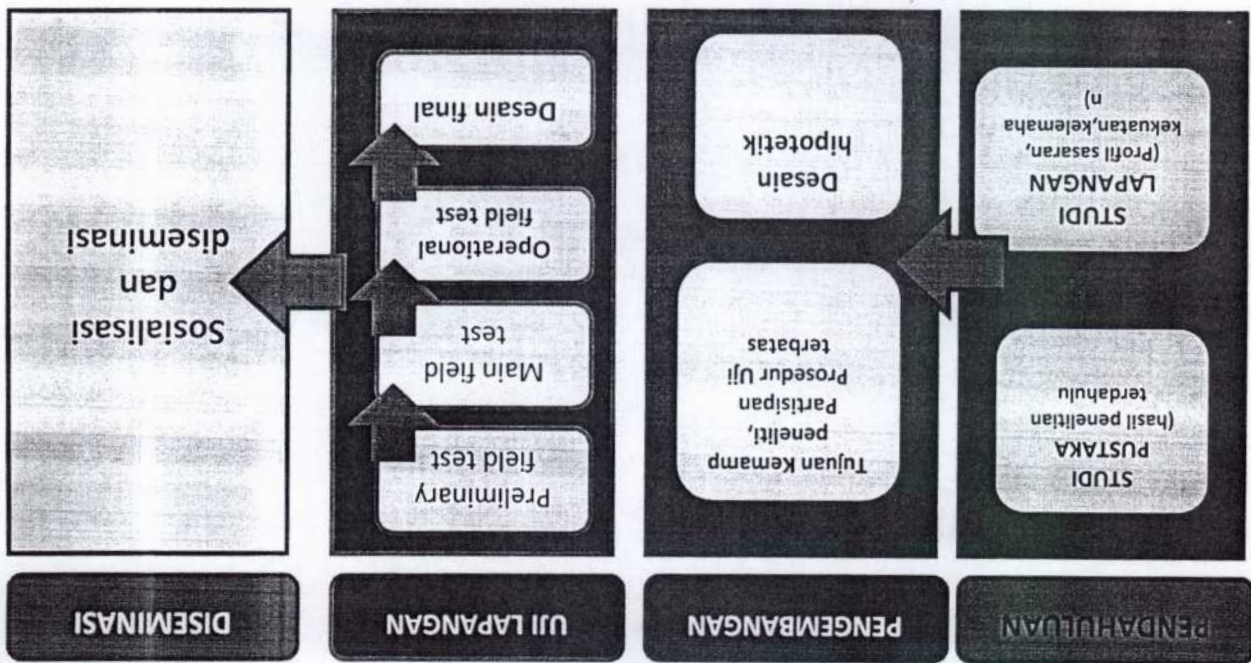 PENDAHULUAN
STUDI
PUSTAKA
(hasil penelitian
terdahulu
STUDI
LAPANGAN
(Profil sasaran,
kekuatan,kelemaha
n)
PENGEMBANGAN
Tujuan Kemamp
peneliti,
Partisipan
Prosedur Uji
terbatas
Desain
hipotetik
UJI LAPANGAN
Preliminary
field test
Main field
test
Operational
field test
Desain final
DISEMINASI
Sosialisasi
dan
diseminasi